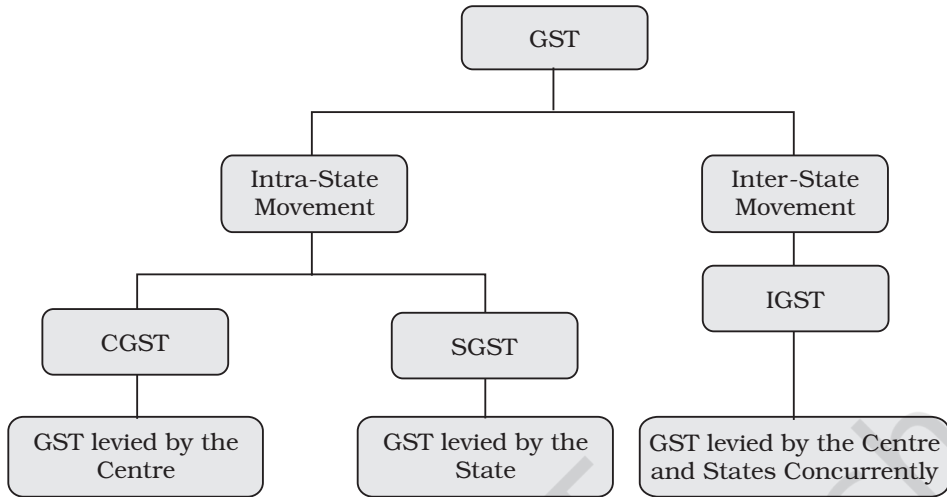 GST
Intra-State
Movement
Inter-State
Movement
IGST
CGST
SGST
GST levied by the
Centre
GST levied by the
State
GST levied by the Centre
and States Concurrently